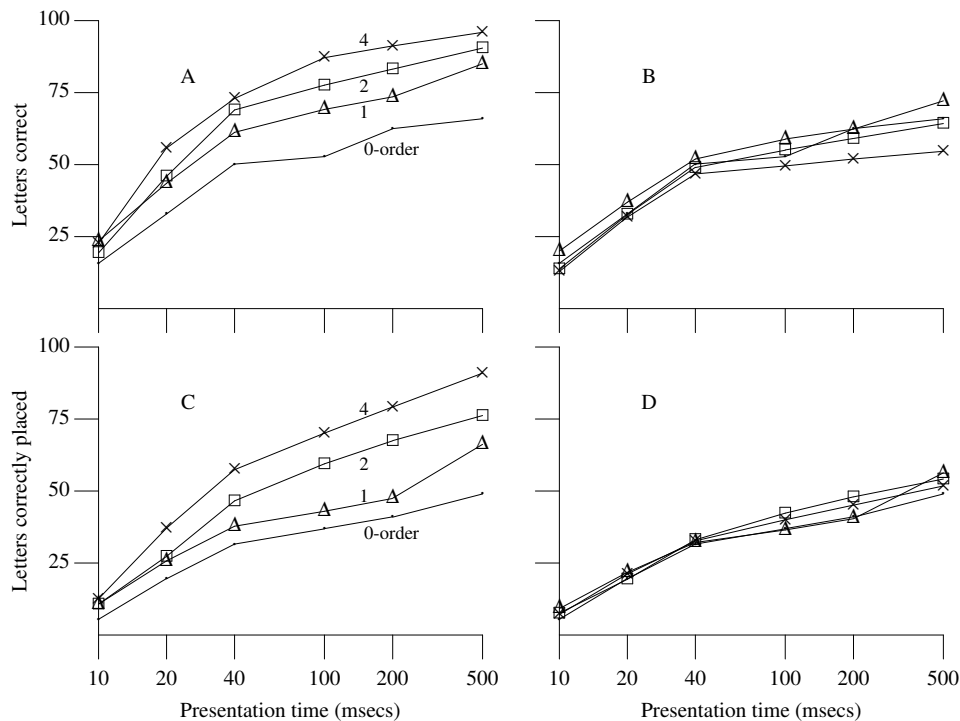 100
75
50
25
Letters correct
A
4
2
1
0-order
B
100
75
50
25
Letters correctly placed
C
4
2
1
0-order
D
10 20 40 100 200 500
Presentation time (msecs)
10 20 40 100 200 500
Presentation time (msecs)